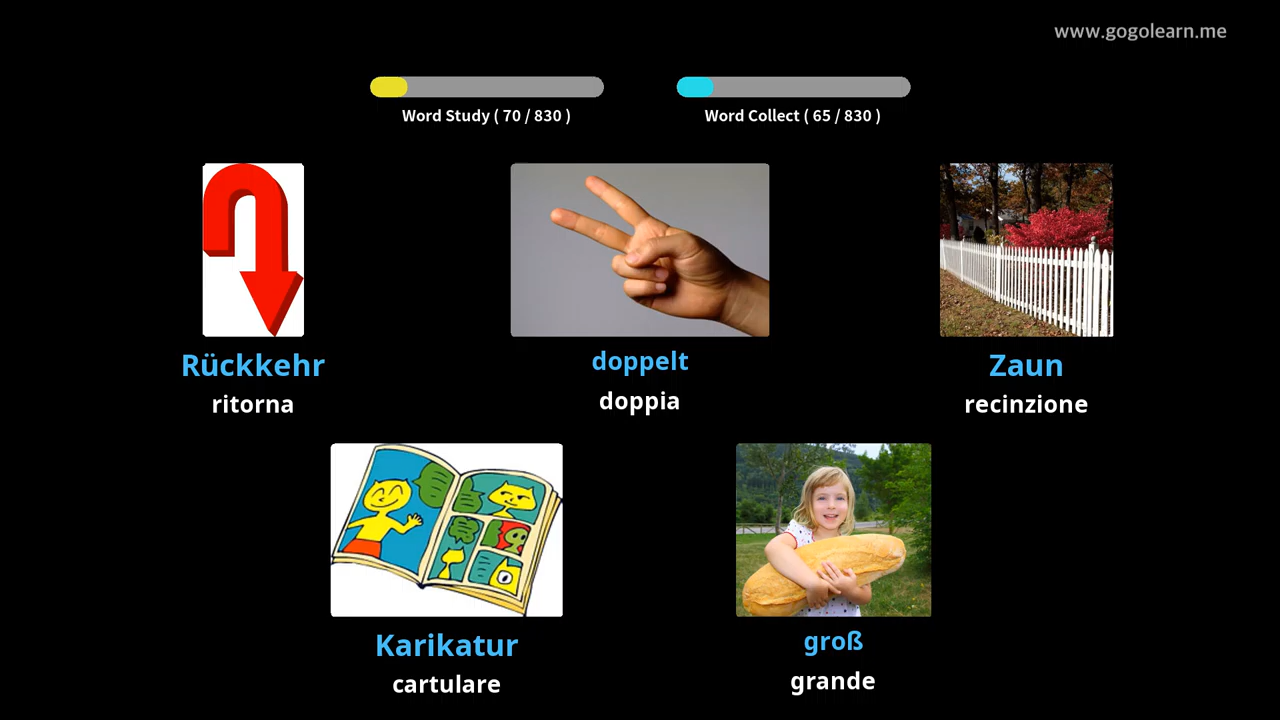 www.gogolearn.me
Word Study ( 70 / 830 )
Word Collect ( 65 / 830 )
Rückkehr
ritorna
doppelt
doppia
Zaun
recinzione
Karikatur
cartulare
groß
grande